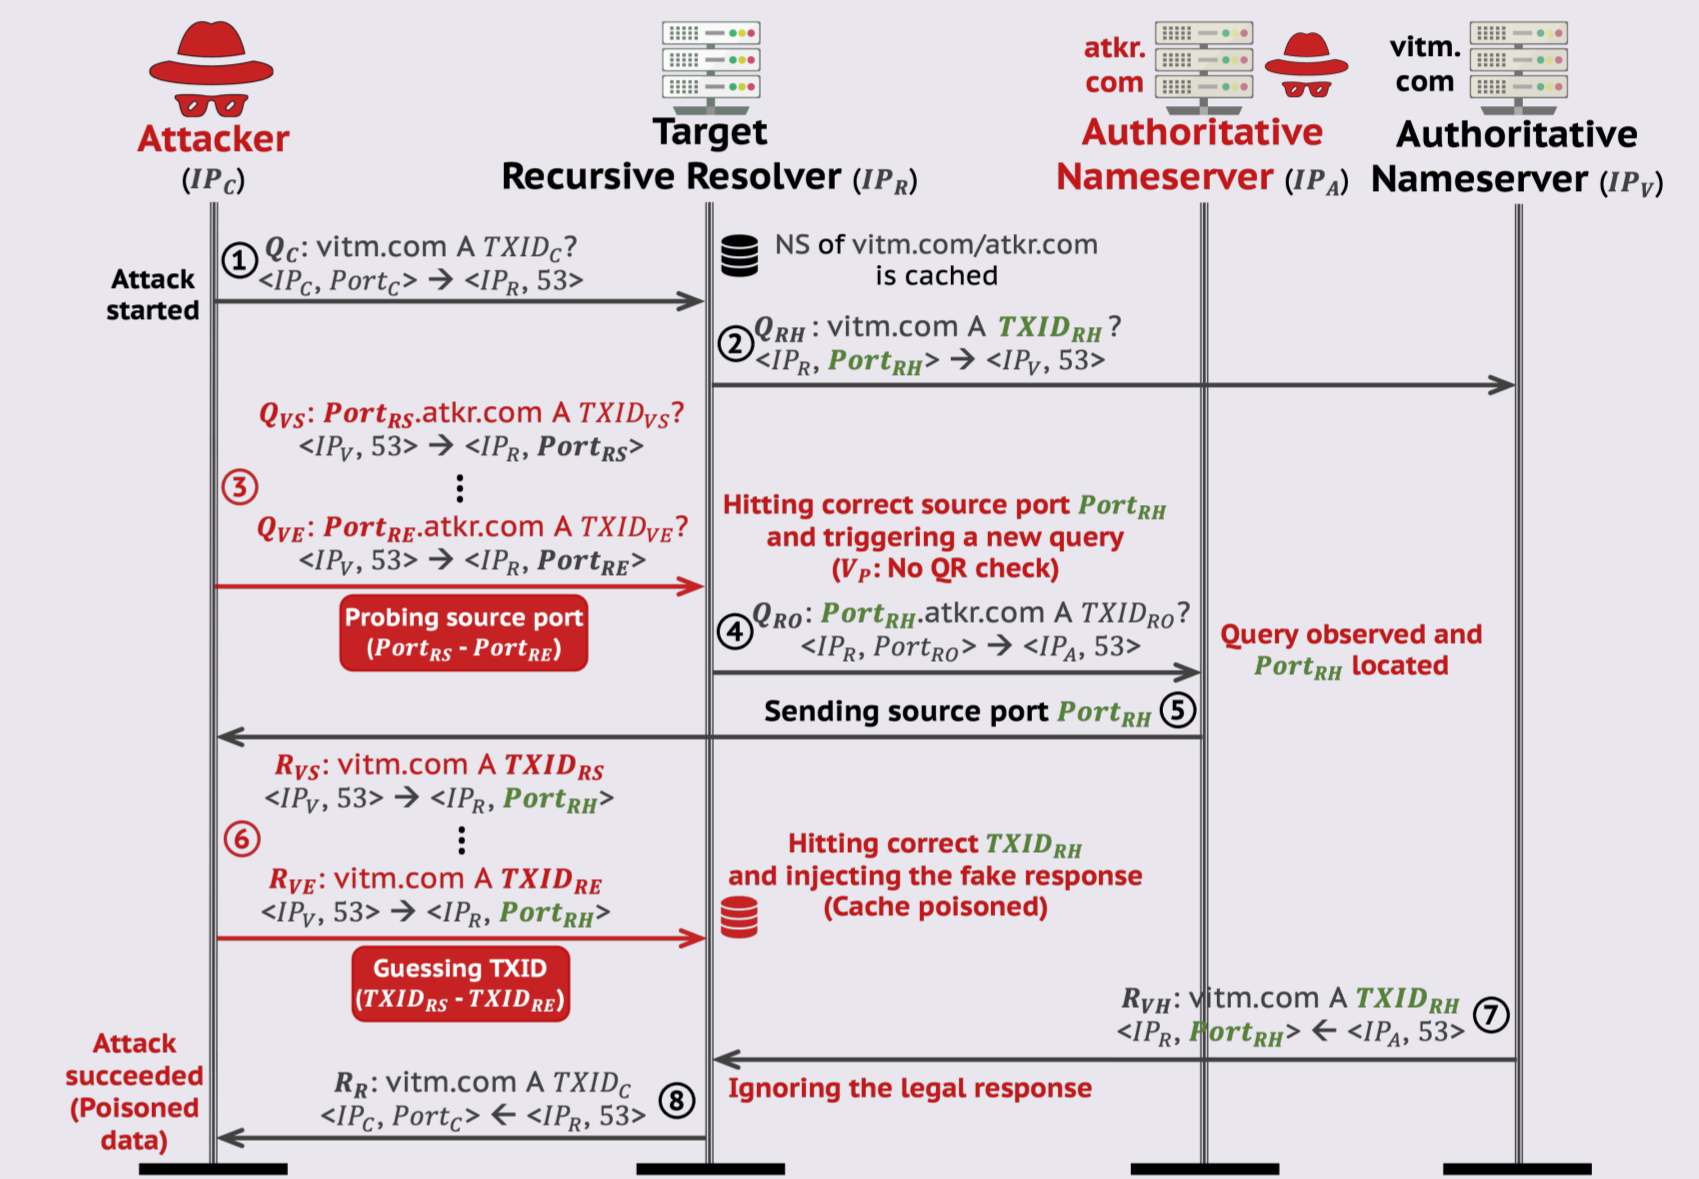 atkr.
com
vitm.
com
Attacker
(IP_C)
Target
Recursive Resolver (IP_R)
Authoritative
Nameserver (IP_A)
Authoritative
Nameserver (IP_V)
Attack
started
① Q_C: vitm.com A TXID_C?
<IP_C, Port_C> → <IP_R, 53>
NS of vitm.com/atkr.com
is cached
② Q_RH : vitm.com A TXID_RH ?
<IP_R, Port_RH> → <IP_V, 53>
③
Q_VS: Port_RS.atkr.com A TXID_VS?
<IP_V, 53> → <IP_R, Port_RS>
⋮
Q_VE: Port_RE.atkr.com A TXID_VE?
<IP_V, 53> → <IP_R, Port_RE>
Probing source port
(Port_RS - Port_RE)
Hitting correct source port Port_RH
and triggering a new query
(V_P: No QR check)
④ Q_RO: Port_RH.atkr.com A TXID_RO?
<IP_R, Port_RO> → <IP_A, 53>
Query observed and
Port_RH located
Sending source port Port_RH ⑤
⑥
R_VS: vitm.com A TXID_RS
<IP_V, 53> → <IP_R, Port_RH>
⋮
R_VE: vitm.com A TXID_RE
<IP_V, 53> → <IP_R, Port_RH>
Guessing TXID
(TXID_RS - TXID_RE)
Hitting correct TXID_RH
and injecting the fake response
(Cache poisoned)
R_VH: vitm.com A TXID_RH ⑦
<IP_R, Port_RH> ← <IP_A, 53>
Ignoring the legal response
R_R: vitm.com A TXID_C ⑧
<IP_C, Port_C> ← <IP_R, 53>
Attack
succeeded
(Poisoned
data)